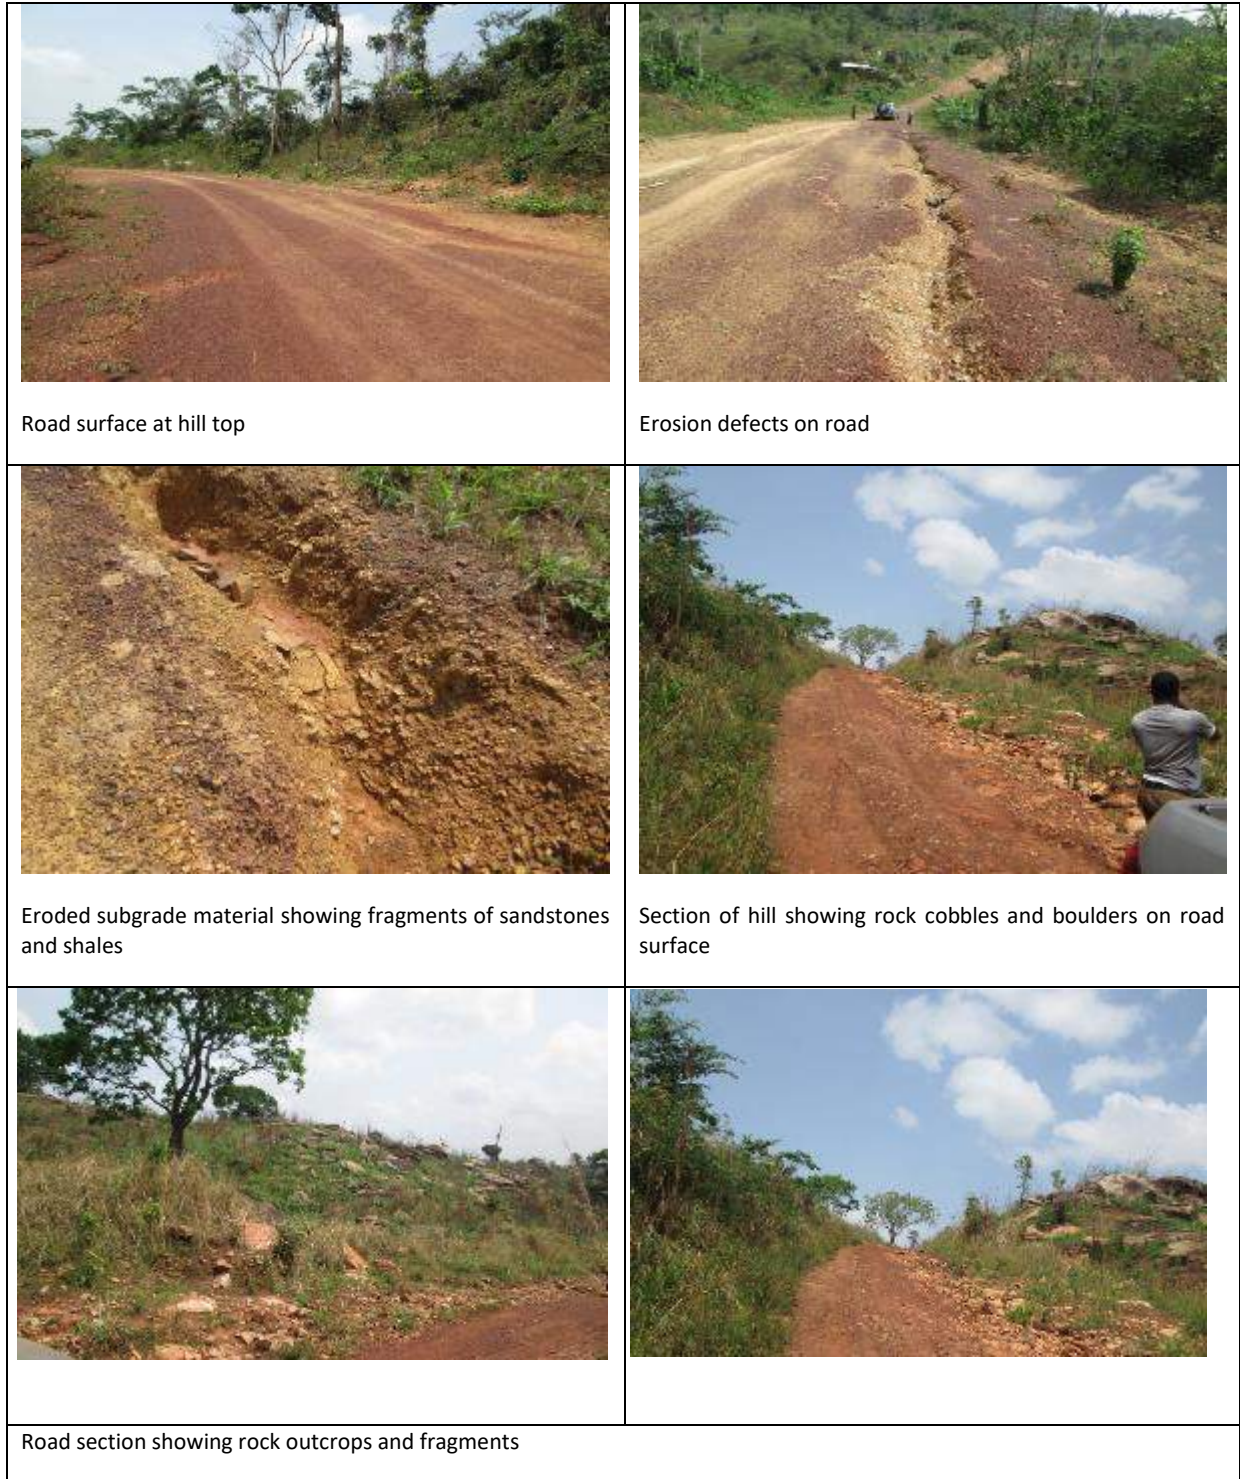 Road surface at hill top
Erosion defects on road
Eroded subgrade material showing fragments of sandstones
and shales
Section of hill showing rock cobbles and boulders on road
surface
Road section showing rock outcrops and fragments